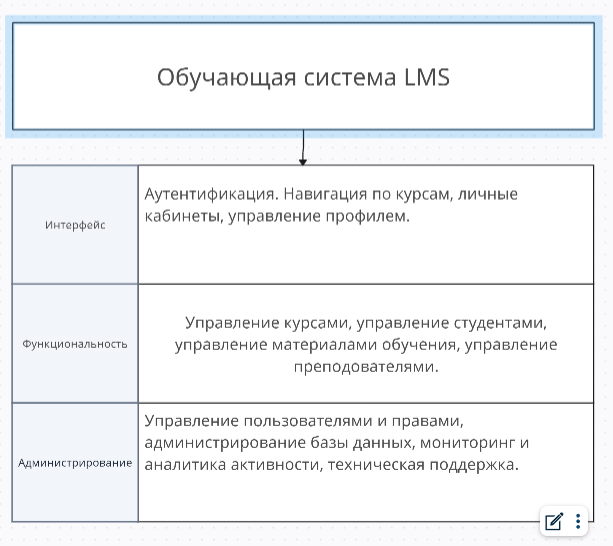 Обучающая система LMS
Интерфейс
Аутентификация. Навигация по курсам, личные
кабинеты, управление профилем.
Функциональность
Управление курсами, управление студентами,
управление материалами обучения, управление
преподователями.
Администрирование
Управление пользователями и правами,
администрирование базы данных, мониторинг и
аналитика активности, техническая поддержка.